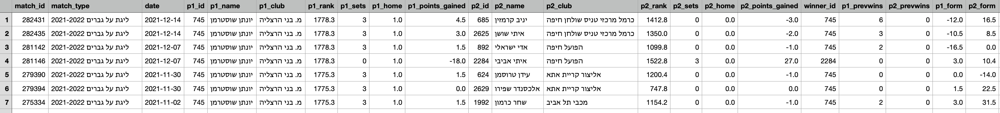 match_id match_type date p1_id p1_name p1_club p1_rank p1_sets p1_home p1_points_gained p2_id p2_name p2_club p2_rank p2_sets p2_home p2_points_gained winner_id p1_prevwins p2_prevwins p1_form p2_form
1 282431 ליגת על גברים 2021-2022 2021-12-14 745 יונתן שוסטרמן מ. בני הרצליה 1778.3 3 1.0 4.5 685 יניב קרמזין כרמל מרכזי טניס שולחן חיפה 1412.8 0 0.0 -3.0 745 6 0 -12.0 16.5
2 282435 ליגת על גברים 2021-2022 2021-12-14 745 יונתן שוסטרמן מ. בני הרצליה 1778.3 3 1.0 3.0 2625 איתי שושן כרמל מרכזי טניס שולחן חיפה 1350.0 0 0.0 -2.0 745 3 0 -10.5 8.5
3 281142 ליגת על גברים 2021-2022 2021-12-07 745 יונתן שוסטרמן מ. בני הרצליה 1778.3 3 1.0 1.5 892 אדי ישראלי הפועל חיפה 1099.8 0 0.0 -1.0 745 2 0 -16.5 0.0
4 281146 ליגת על גברים 2021-2022 2021-12-07 745 יונתן שוסטרמן מ. בני הרצליה 1778.3 0 1.0 -18.0 2284 איתי אביבי הפועל חיפה 1522.8 3 0.0 27.0 2284 0 0 3.0 10.4
5 279390 ליגת על גברים 2021-2022 2021-11-30 745 יונתן שוסטרמן מ. בני הרצליה 1775.3 3 1.0 1.5 624 עידן טרוסמן אליצור קריית אתא 1200.4 0 0.0 -1.0 745 0 0 0.0 -14.0
6 279394 ליגת על גברים 2021-2022 2021-11-30 745 יונתן שוסטרמן מ. בני הרצליה 1775.3 3 1.0 0.0 2629 אלכסנדר שפירו אליצור קריית אתא 747.8 0 0.0 0.0 745 0 0 1.5 22.5
7 275334 ליגת על גברים 2021-2022 2021-11-02 745 יונתן שוסטרמן מ. בני הרצליה 1775.3 3 1.0 1.5 1992 שחר כרמון מכבי תל אביב 1154.2 0 0.0 -1.0 745 2 0 3.0 31.5